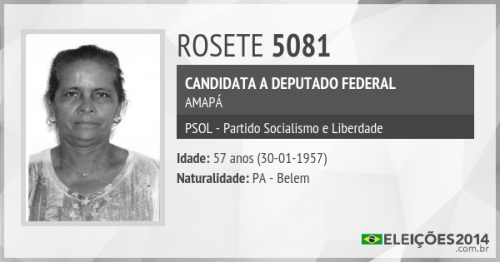 ROSETE 5081
CANDIDATA A DEPUTADO FEDERAL
AMAPÁ
PSOL - Partido Socialismo e Liberdade
Idade: 57 anos (30-01-1957)
Naturalidade: PA - Belem
ELEIÇÕES2014
.com.br